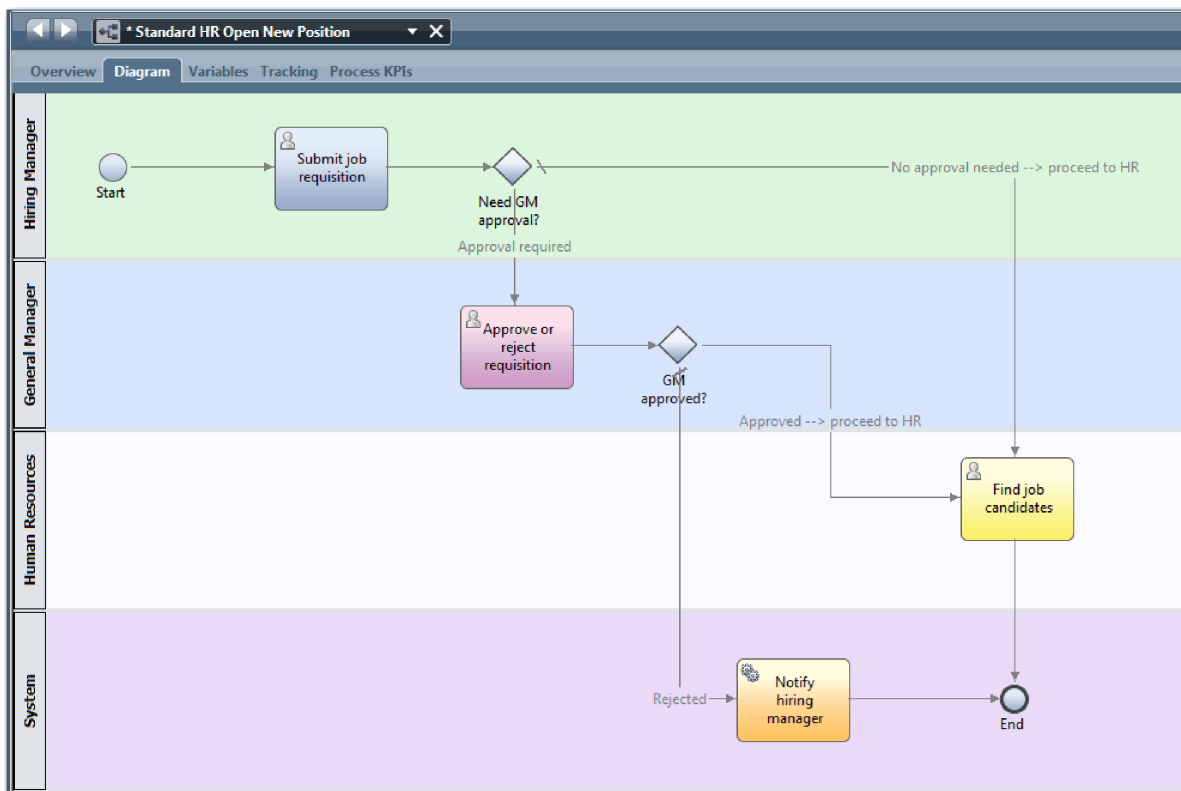 * Standard HR Open New Position
Overview Diagram Variables Tracking Process KPIs
Hiring Manager
Start
Submit job
requisition
Need GM
approval?
No approval needed --> proceed to HR
Approval required
General Manager
Approve or
reject
requisition
GM
approved?
Approved --> proceed to HR
Human Resources
Find job
candidates
System
Rejected
Notify
hiring
manager
End